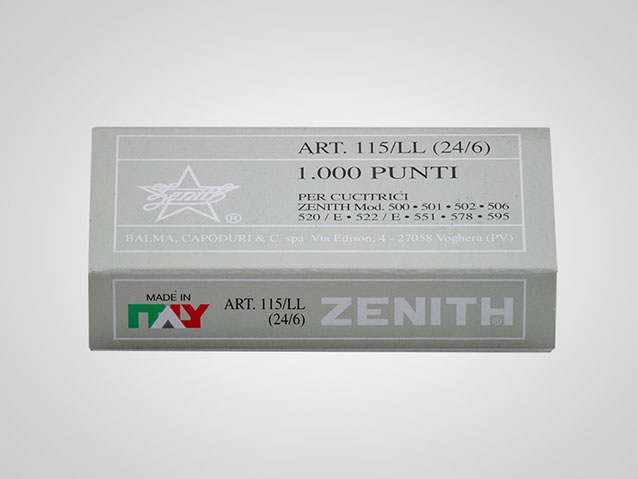 ART. 115/LL (24/6)
1.000 PUNTI
Zenith
®
PER CUCITRICI
ZENITH Mod. 500 • 501 • 502 • 506
520 / E • 522 / E • 551 • 578 • 595
BALMA, CAPODURI & C. spa Via Edison, 4 - 27058 Voghera (PV)
MADE IN
ITALY
ART. 115/LL
(24/6)
ZENITH®